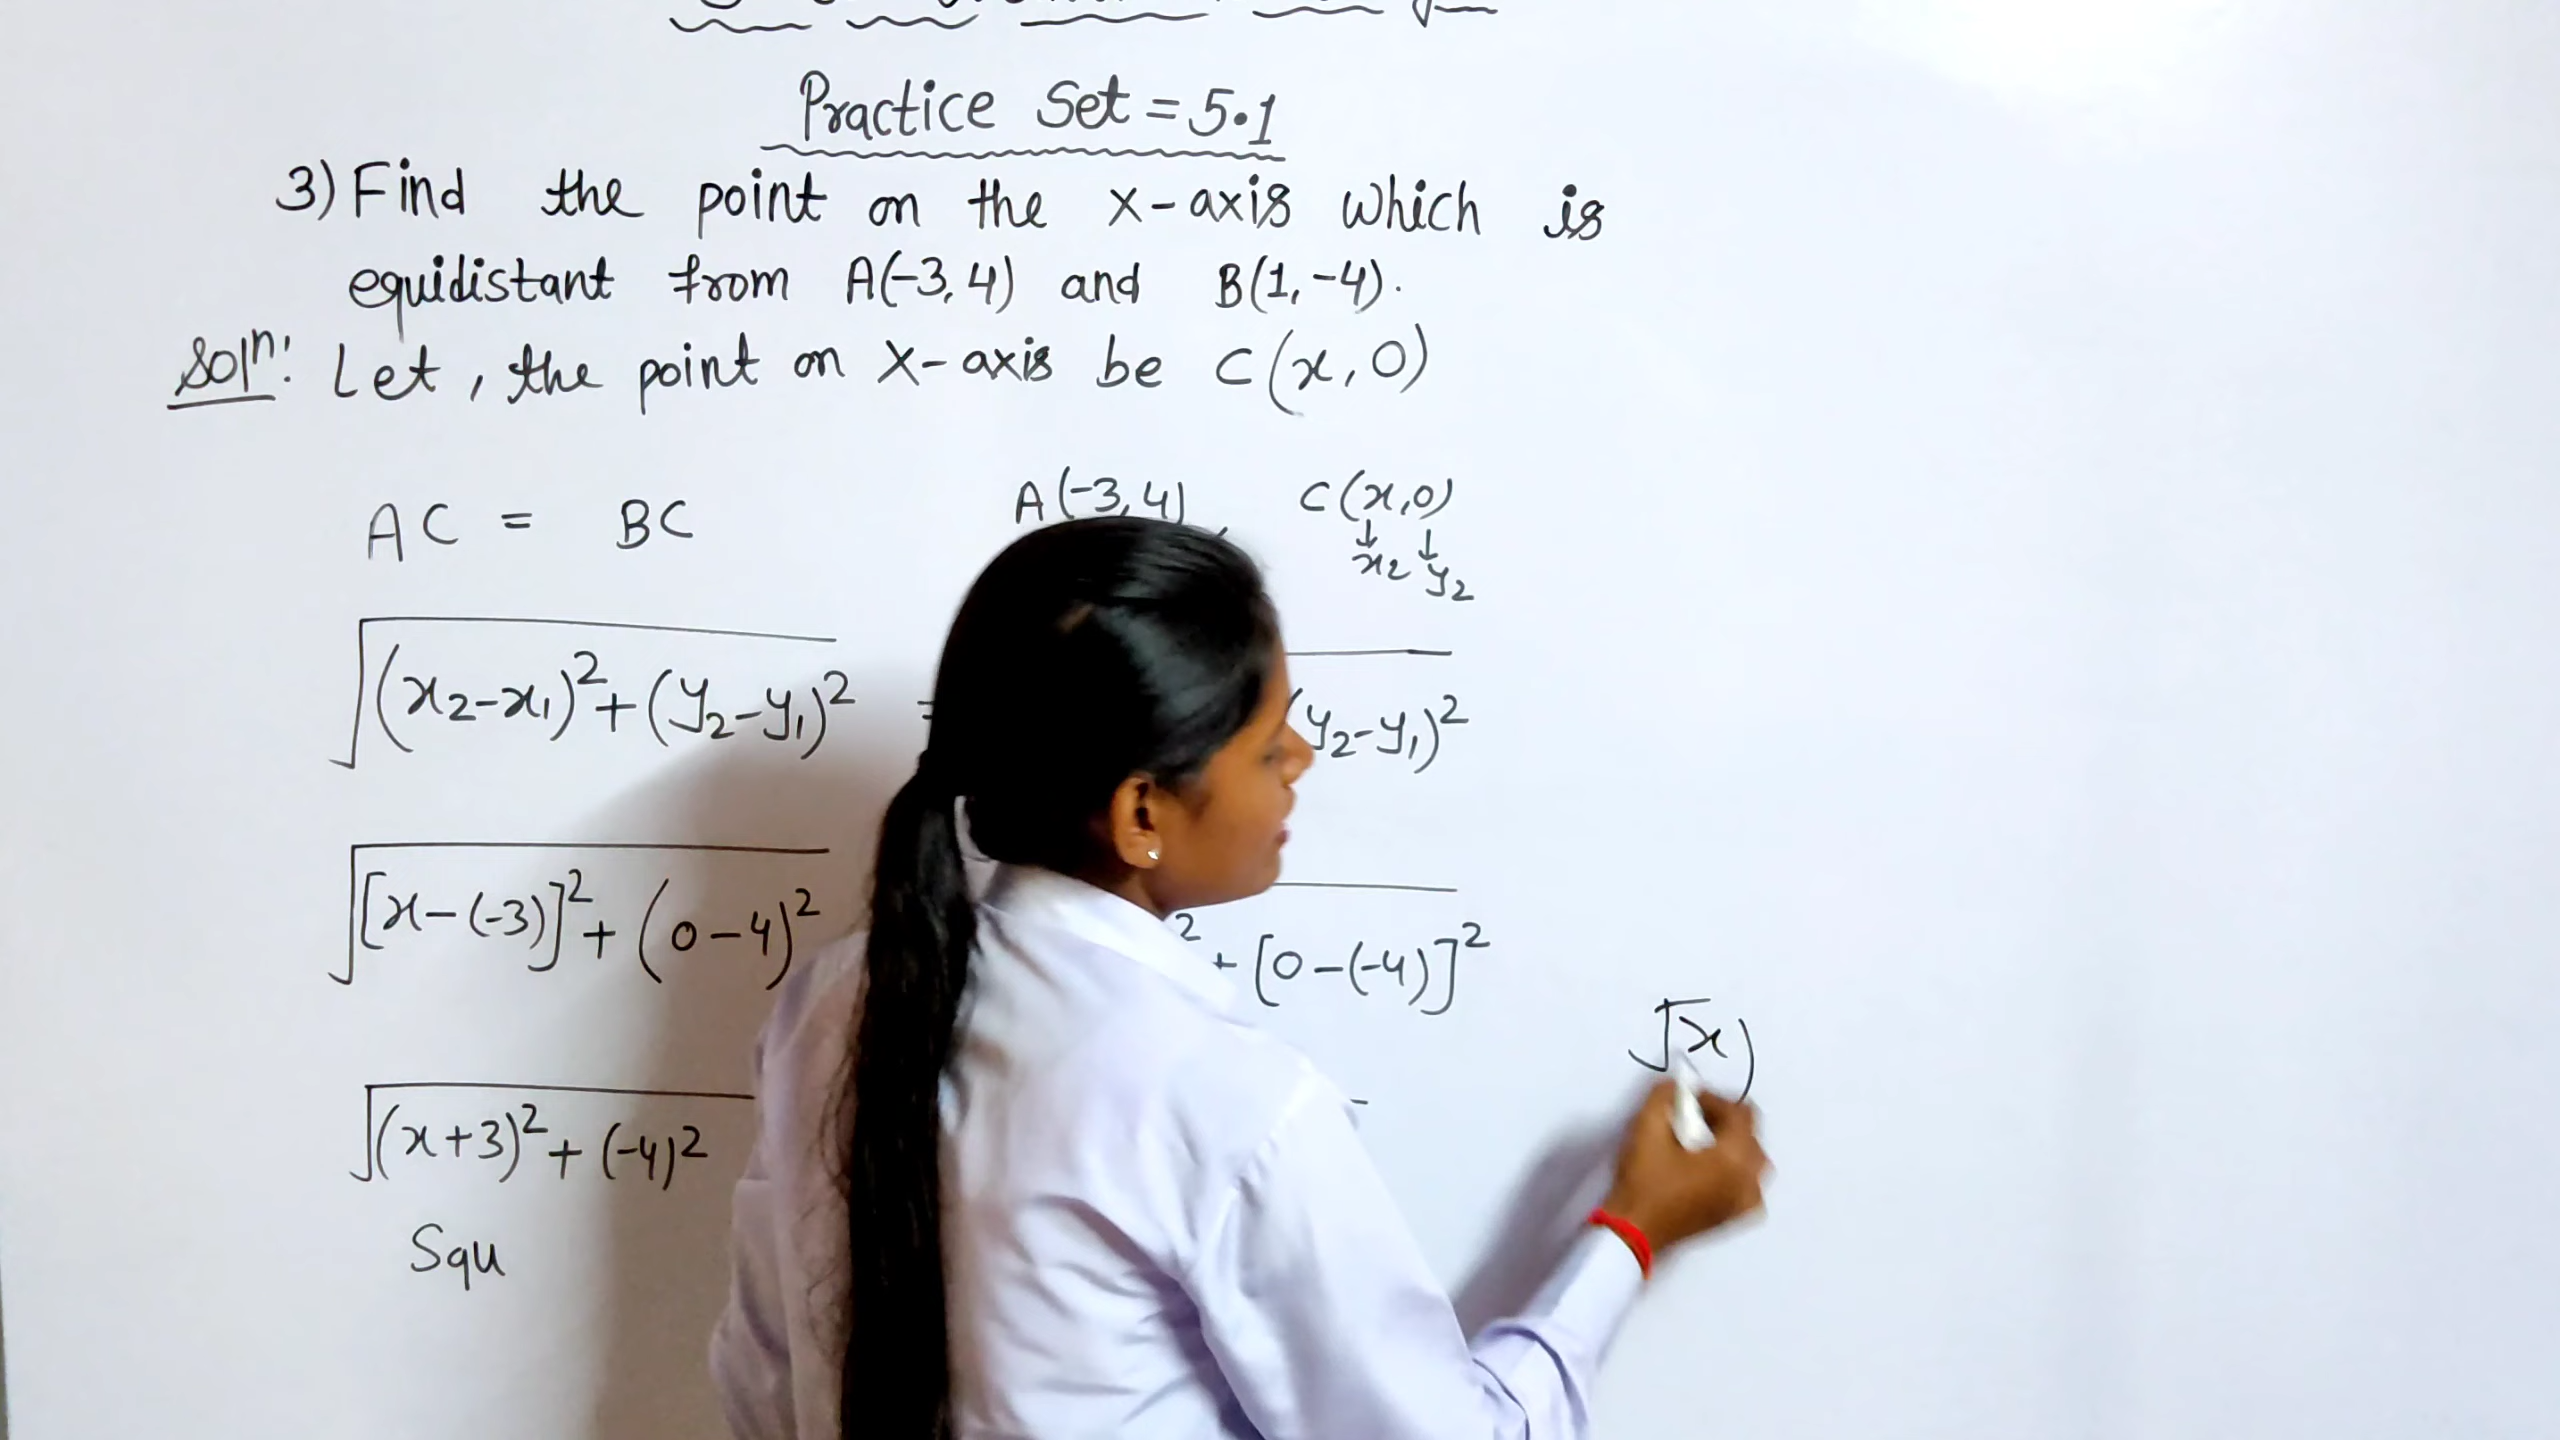 Practice Set = 5.1
3) Find the point on the x-axis which is
equidistant from A(-3, 4) and B(1, -4).
Solⁿ: Let, the point on X-axis be C(x, 0)
AC = BC
A(-3, 4), C(x, 0)
↓ ↓
x₂ y₂
√(x₂-x₁)²+(y₂-y₁)² = (y₂-y₁)²
√[x-(-3)]²+(0-4)² ²+[0-(-4)]²
√x)
√(x+3)²+(-4)²
Squ